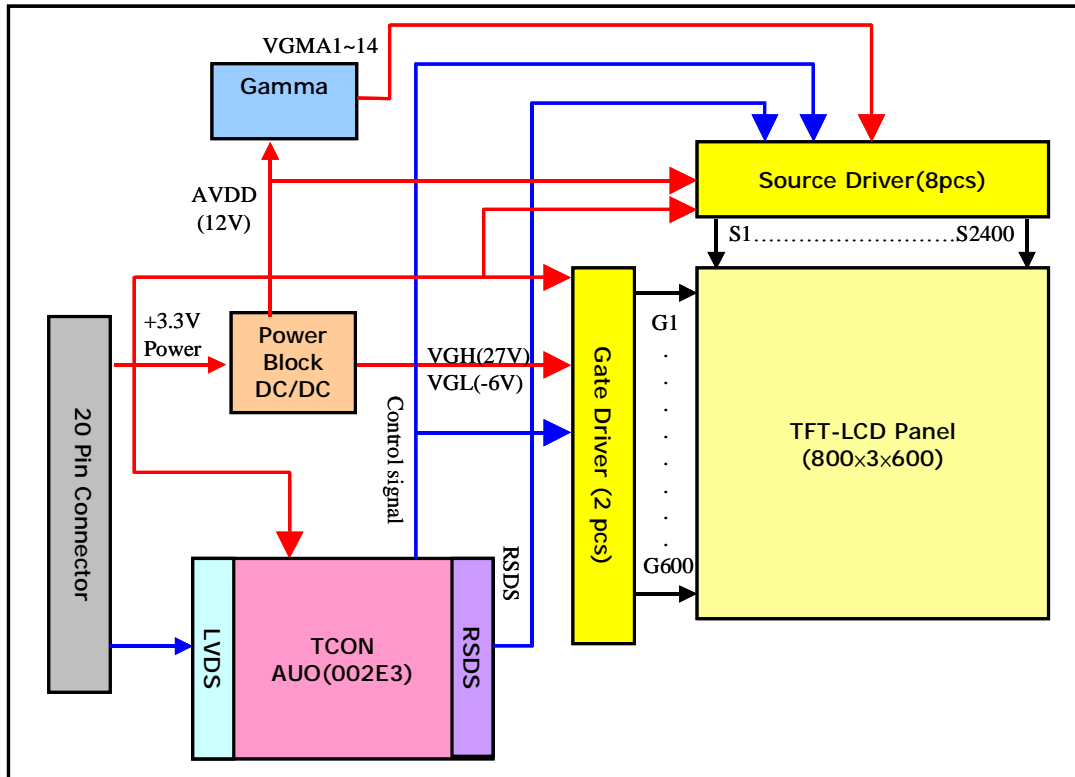 VGMA1~14
Gamma
Source Driver(8pcs)
AVDD
(12V)
S1............................S2400
+3.3V
Power
Power
Block
DC/DC
VGH(27V)
VGL(-6V)
G1
Gate Driver (2 pcs)
20 Pin Connector
Control signal
TFT-LCD Panel
(800×3×600)
G600
RSDS
LVDS
TCON
AUO(002E3)
RSDS